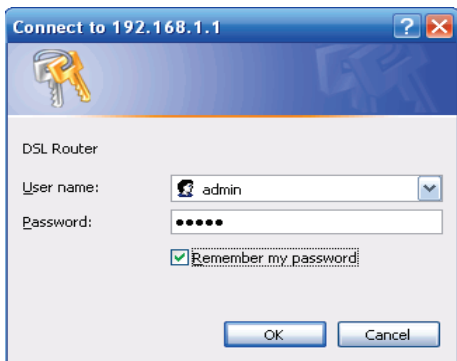 Connect to 192.168.1.1
DSL Router
User name: admin
Password: •••••
Remember my password
OK Cancel